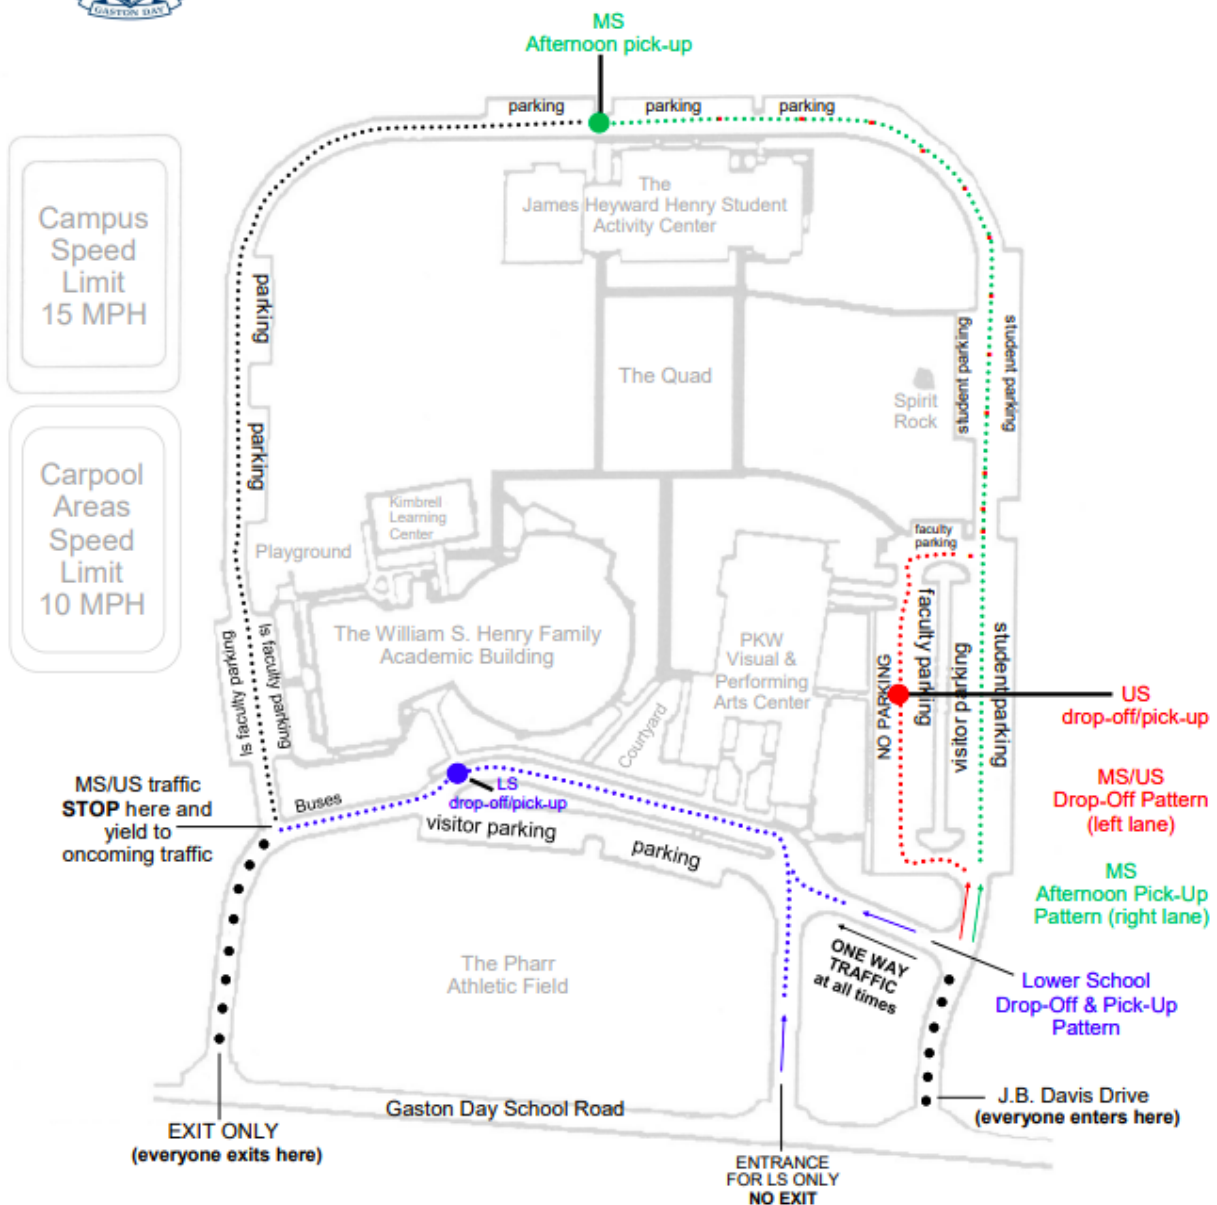 GASTON DAY
MS
Afternoon pick-up
parking
parking
parking
Campus
Speed
Limit
15 MPH
The
James Heyward Henry Student
Activity Center
parking
student parking
student parking
The Quad
Spirit
Rock
parking
Carpool
Areas
Speed
Limit
10 MPH
Kimbrell
Learning
Center
Playground
faculty
parking
The William S. Henry Family
Academic Building
PKW
Visual &
Performing
Arts Center
ls faculty parking
ls faculty parking
NO PARKING
faculty parking
visitor parking
student parking
US
drop-off/pick-up
Courtyard
MS/US traffic
STOP here and
yield to
oncoming traffic
Buses
LS
drop-off/pick-up
visitor parking
parking
MS/US
Drop-Off Pattern
(left lane)
MS
Afternoon Pick-Up
Pattern (right lane)
The Pharr
Athletic Field
ONE WAY
TRAFFIC
at all times
Lower School
Drop-Off & Pick-Up
Pattern
Gaston Day School Road
J.B. Davis Drive
(everyone enters here)
EXIT ONLY
(everyone exits here)
ENTRANCE
FOR LS ONLY
NO EXIT